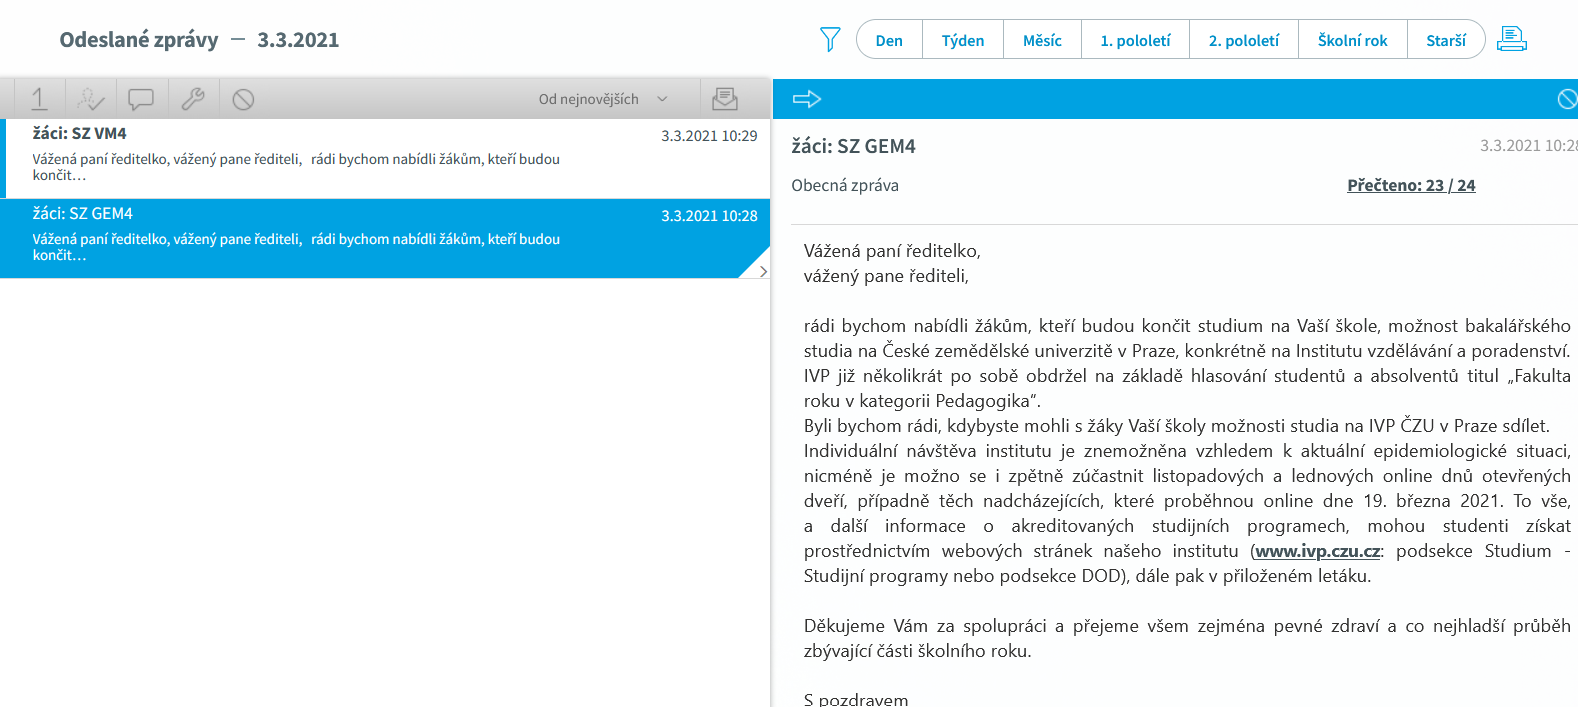 Odeslané zprávy — 3.3.2021
Den
Týden
Měsíc
1. pololetí
2. pololetí
Školní rok
Starší
1
Od nejnovějších
žáci: SZ VM4
3.3.2021 10:29
Vážená paní ředitelko, vážený pane řediteli, rádi bychom nabídli žákům, kteří budou
končit…
žáci: SZ GEM4
3.3.2021 10:28
Vážená paní ředitelko, vážený pane řediteli, rádi bychom nabídli žákům, kteří budou
končit…
žáci: SZ GEM4
3.3.2021 10:28
Obecná zpráva
Přečteno: 23 / 24
Vážená paní ředitelko,
vážený pane řediteli,
rádi bychom nabídli žákům, kteří budou končit studium na Vaší škole, možnost bakalářského
studia na České zemědělské univerzitě v Praze, konkrétně na Institutu vzdělávání a poradenství.
IVP již několikrát po sobě obdržel na základě hlasování studentů a absolventů titul „Fakulta
roku v kategorii Pedagogika“.
Byli bychom rádi, kdybyste mohli s žáky Vaší školy možnosti studia na IVP ČZU v Praze sdílet.
Individuální návštěva institutu je znemožněna vzhledem k aktuální epidemiologické situaci,
nicméně je možno se i zpětně zúčastnit listopadových a lednových online dnů otevřených
dveří, případně těch nadcházejících, které proběhnou online dne 19. března 2021. To vše,
a další informace o akreditovaných studijních programech, mohou studenti získat
prostřednictvím webových stránek našeho institutu (www.ivp.czu.cz: podsekce Studium -
Studijní programy nebo podsekce DOD), dále pak v přiloženém letáku.
Děkujeme Vám za spolupráci a přejeme všem zejména pevné zdraví a co nejhladší průběh
zbývající části školního roku.
S pozdravem